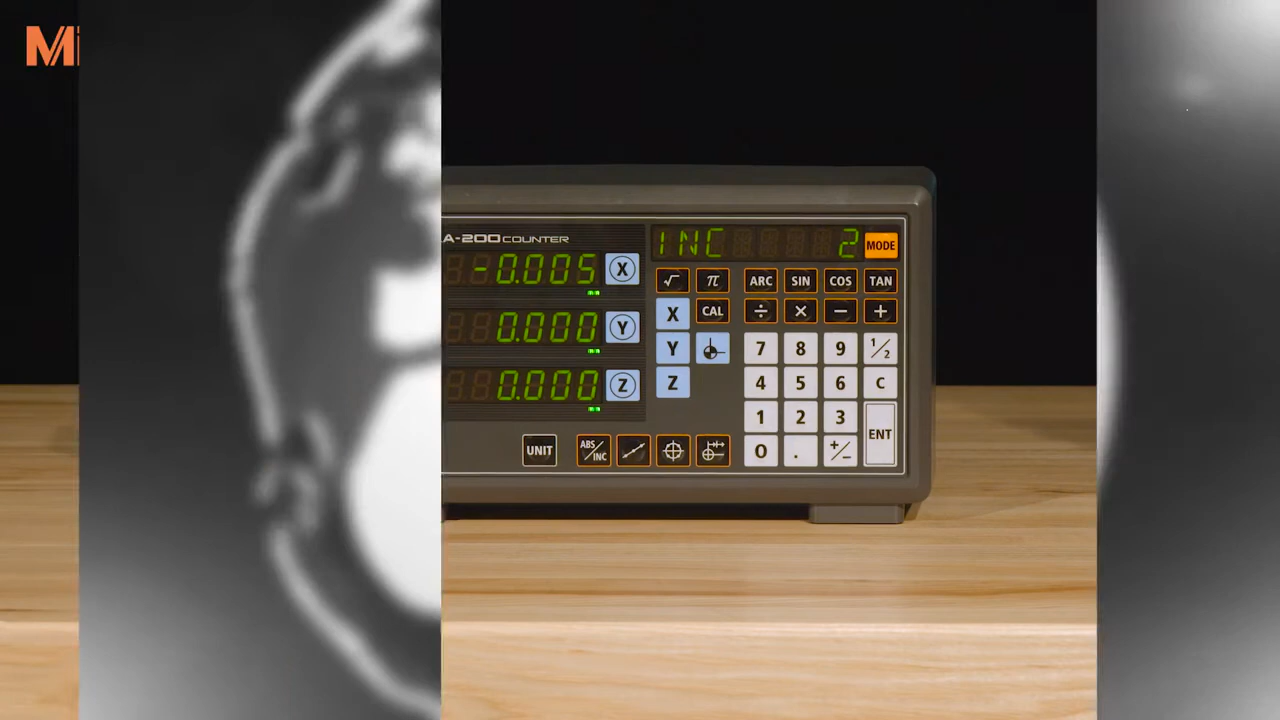 Mi
A-200 COUNTER
INC 2 MODE
-0.005 X
√ π ARC SIN COS TAN
X CAL ÷ × − +
0.000 Y
Y 7 8 9 1/2
0.000 Z
Z 4 5 6 C
1 2 3 ENT
UNIT ABS/INC 0 . +/−